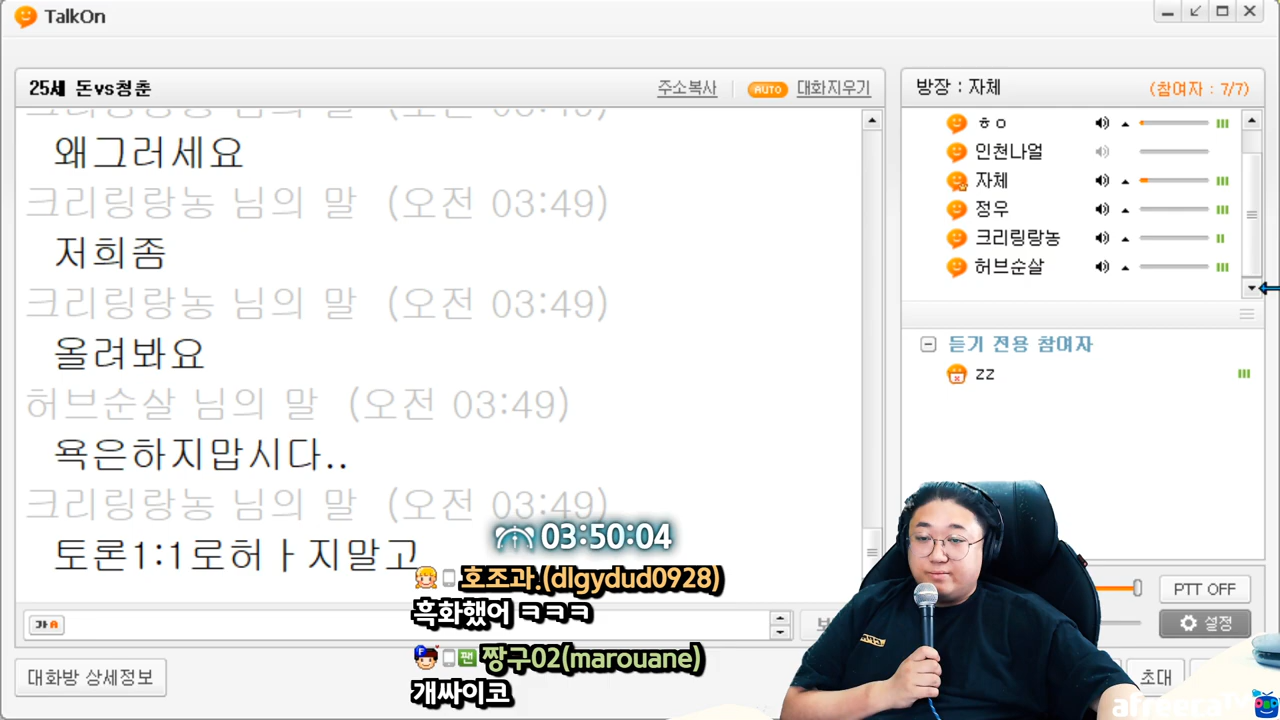 TalkOn
25세 돈vs청춘
주소복사
AUTO
대화지우기
왜그러세요
크리링랑농 님의 말 (오전 03:49)
저희좀
크리링랑농 님의 말 (오전 03:49)
올려봐요
허브순살 님의 말 (오전 03:49)
욕은하지맙시다..
크리링랑농 님의 말 (오전 03:49)
토론1:1로허ㅏ지말고
방장 : 자체
(참여자 : 7/7)
ㅎㅇ
인천나얼
자체
정우
크리링랑농
허브순살
듣기 전용 참여자
zz
03:50:04
호조과.(dlgydud0928)
흑화했어 ㅋㅋㅋ
팬 짱구02(marouane)
개싸이코
가A
PTT OFF
설정
대화방 상세정보
초대
afreecaTV